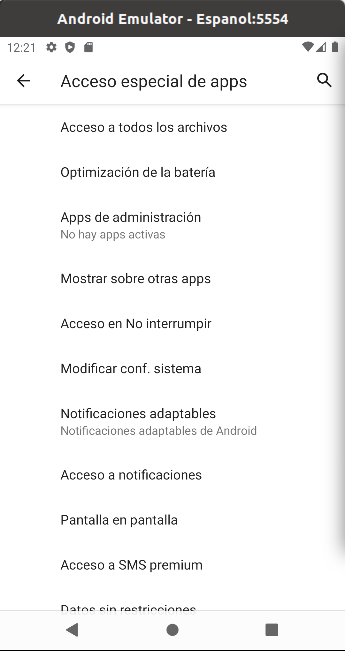 Android Emulator - Espanol:5554
12:21
Acceso especial de apps
Acceso a todos los archivos
Optimización de la batería
Apps de administración
No hay apps activas
Mostrar sobre otras apps
Acceso en No interrumpir
Modificar conf. sistema
Notificaciones adaptables
Notificaciones adaptables de Android
Acceso a notificaciones
Pantalla en pantalla
Acceso a SMS premium
Datos sin restricciones